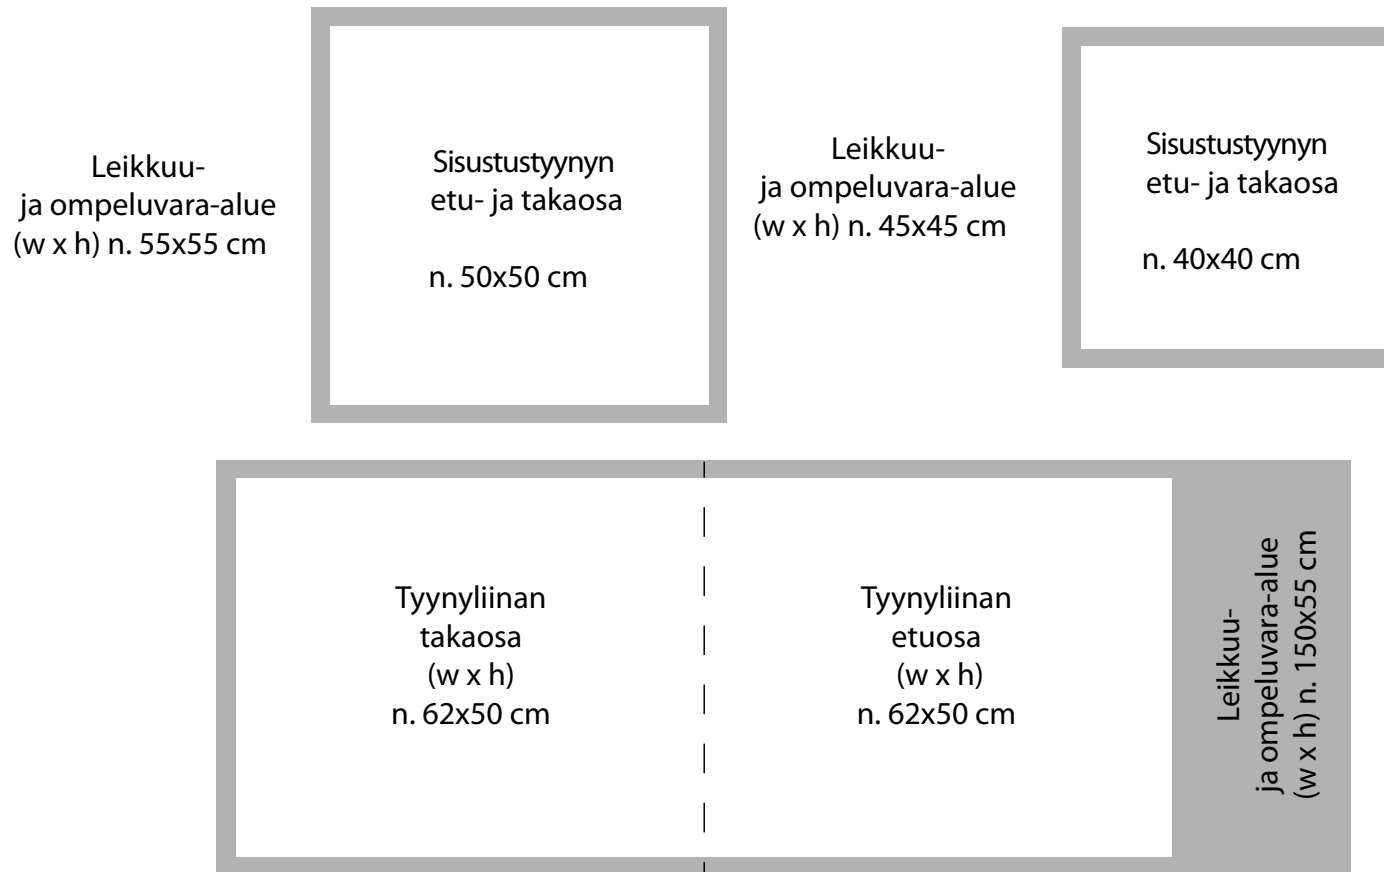 Leikkuu-
ja ompeluvara-alue
(w x h) n. 55x55 cm
Sisustustyynyn
etu- ja takaosa
n. 50x50 cm
Leikkuu-
ja ompeluvara-alue
(w x h) n. 45x45 cm
Sisustustyynyn
etu- ja takaosa
n. 40x40 cm
Tyynyliinan
takaosa
(w x h)
n. 62x50 cm
Tyynyliinan
etuosa
(w x h)
n. 62x50 cm
Leikkuu-
ja ompeluvara-alue
(w x h) n. 150x55 cm